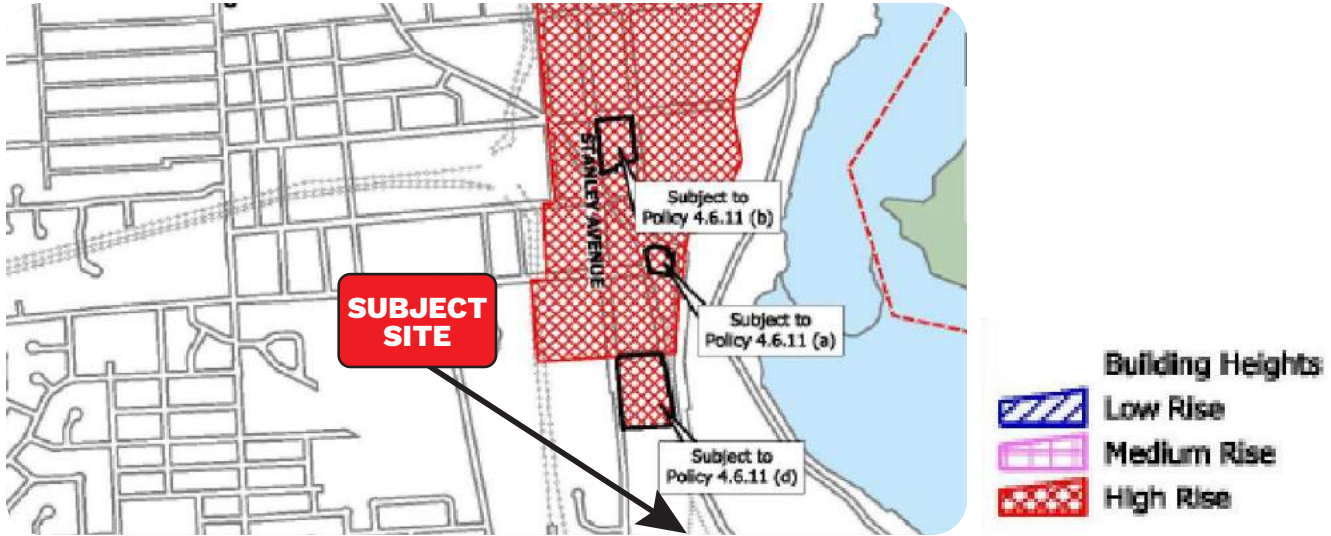 STANLEY AVENUE
Subject to
Policy 4.6.11 (b)
SUBJECT
SITE
Subject to
Policy 4.6.11 (a)
Subject to
Policy 4.6.11 (d)
Building Heights
Low Rise
Medium Rise
High Rise